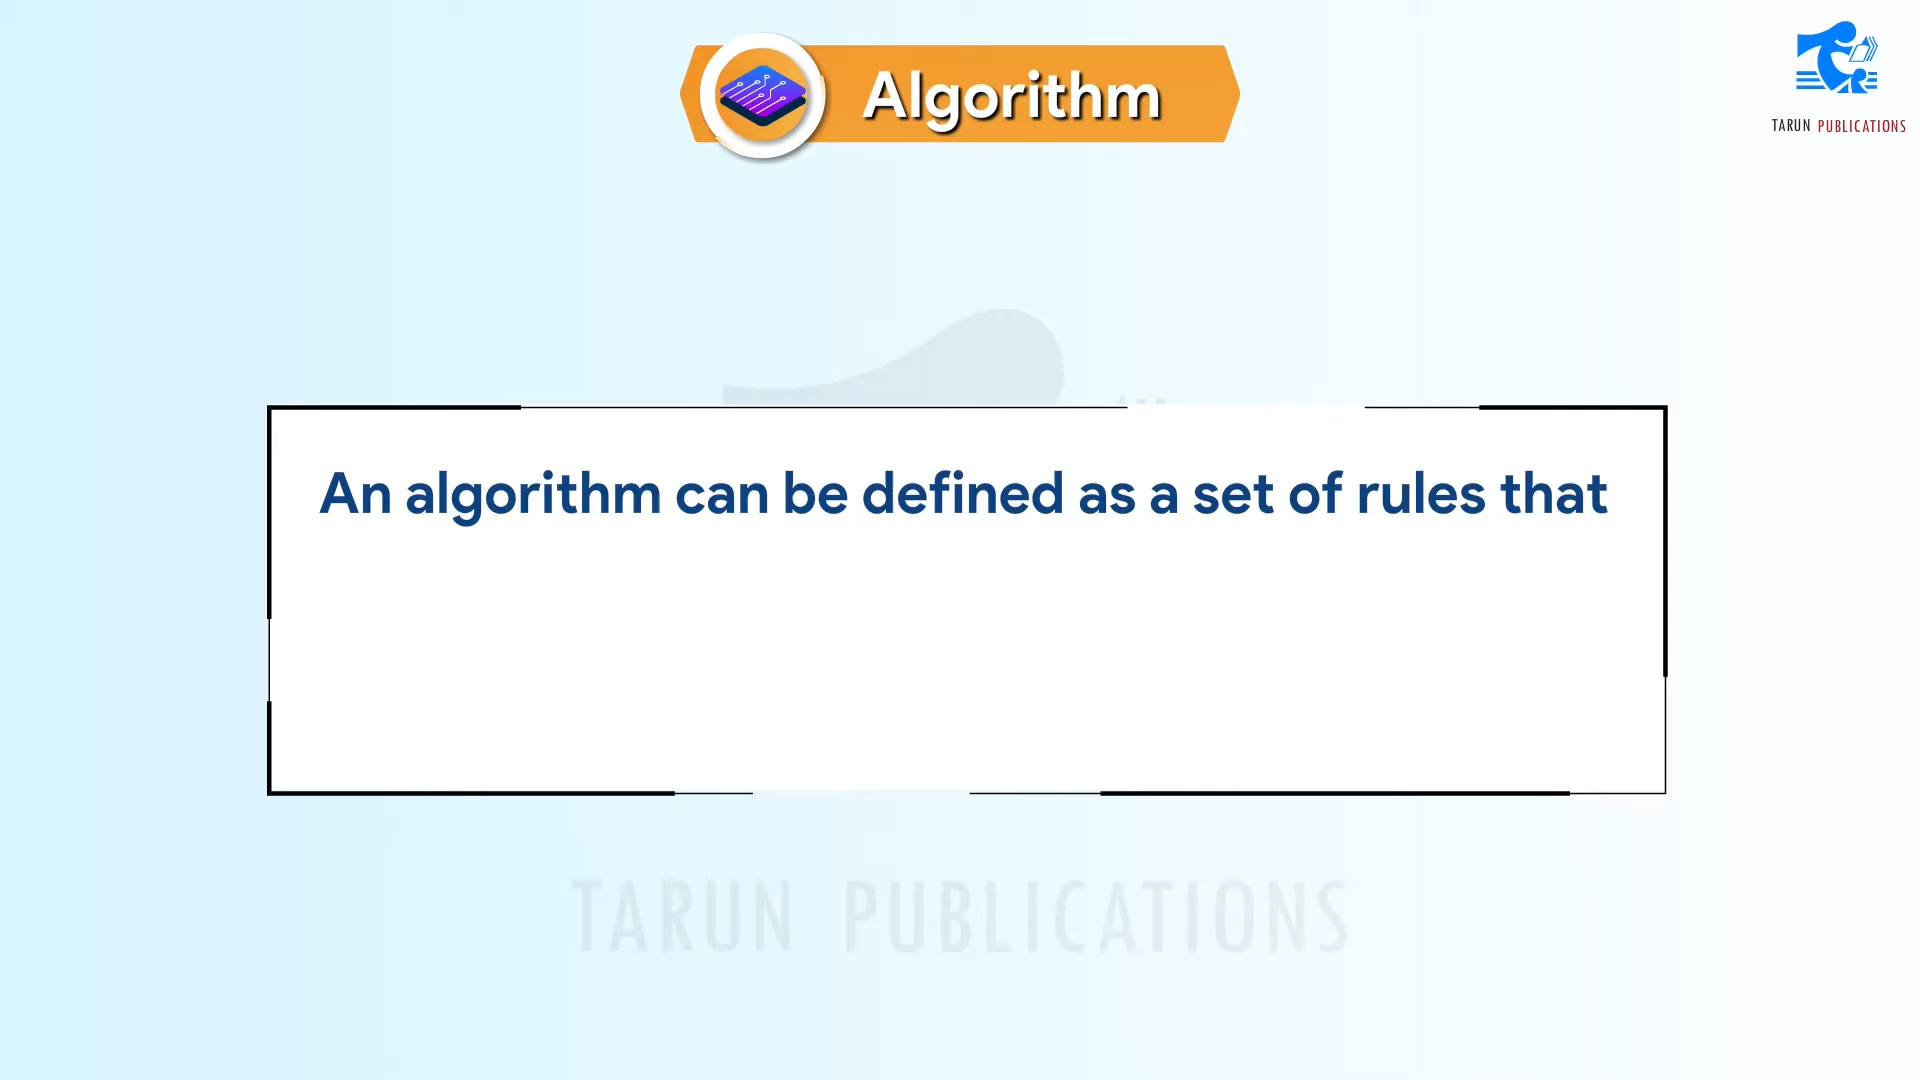 Algorithm
TARUN PUBLICATIONS
An algorithm can be defined as a set of rules that
TARUN PUBLICATIONS